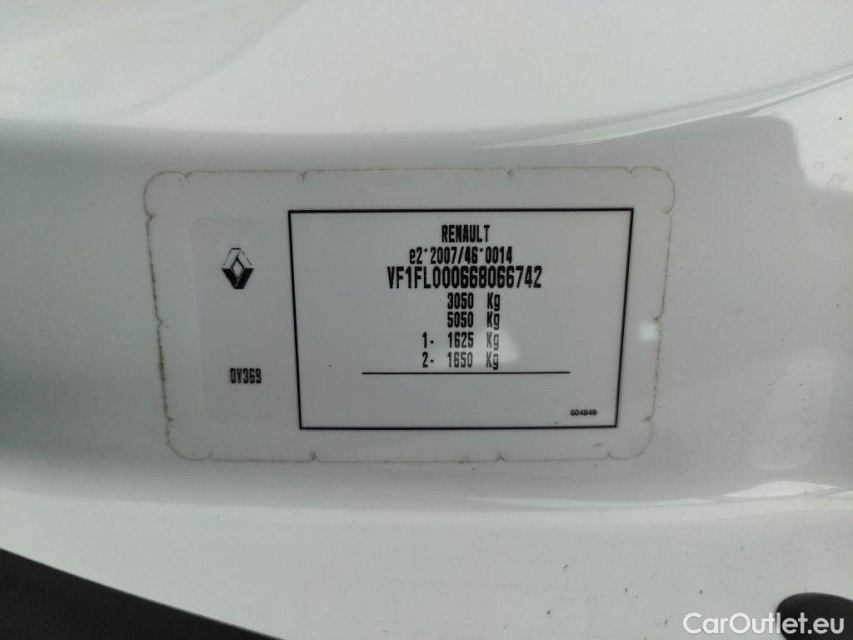 RENAULT
e2*2007/46*0014
VF1FL000668066742
3050 Kg
5050 Kg
1- 1625 Kg
2- 1650 Kg
DV369
604849
CarOutlet.eu